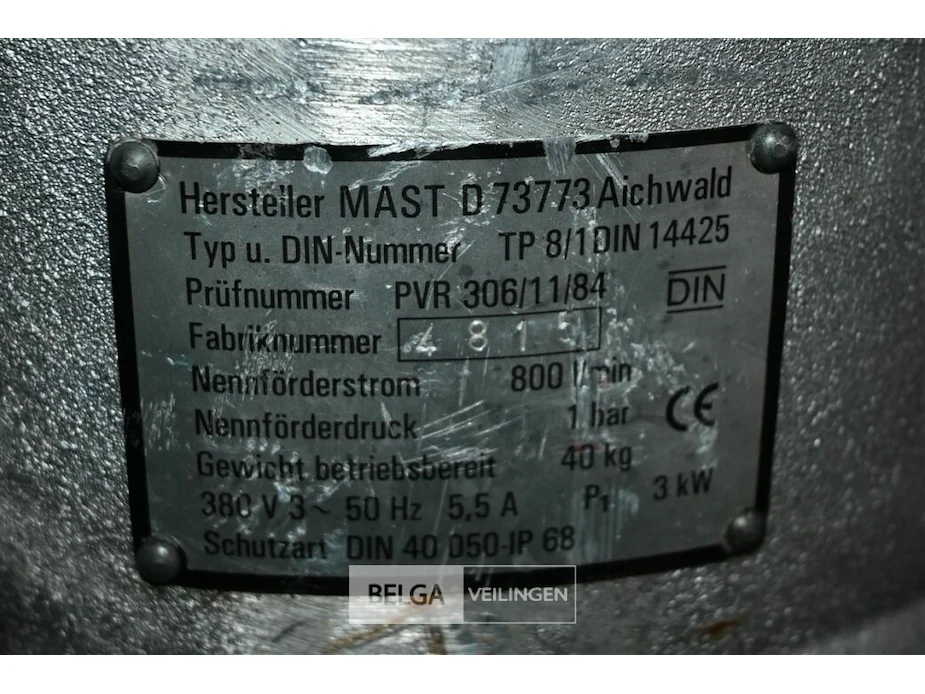 Hersteller MAST D 73773 Aichwald
Typ u. DIN-Nummer TP 8/1 DIN 14425
Prüfnummer PVR 306/11/84 DIN
Fabriknummer 4 8 1 5
Nennförderstrom 800 l/min
Nennförderdruck 1 bar CE
Gewicht betriebsbereit 40 kg
380 V 3~ 50 Hz 5,5 A P1 3 kW
Schutzart DIN 40 050-IP 68
BELGA VEILINGEN